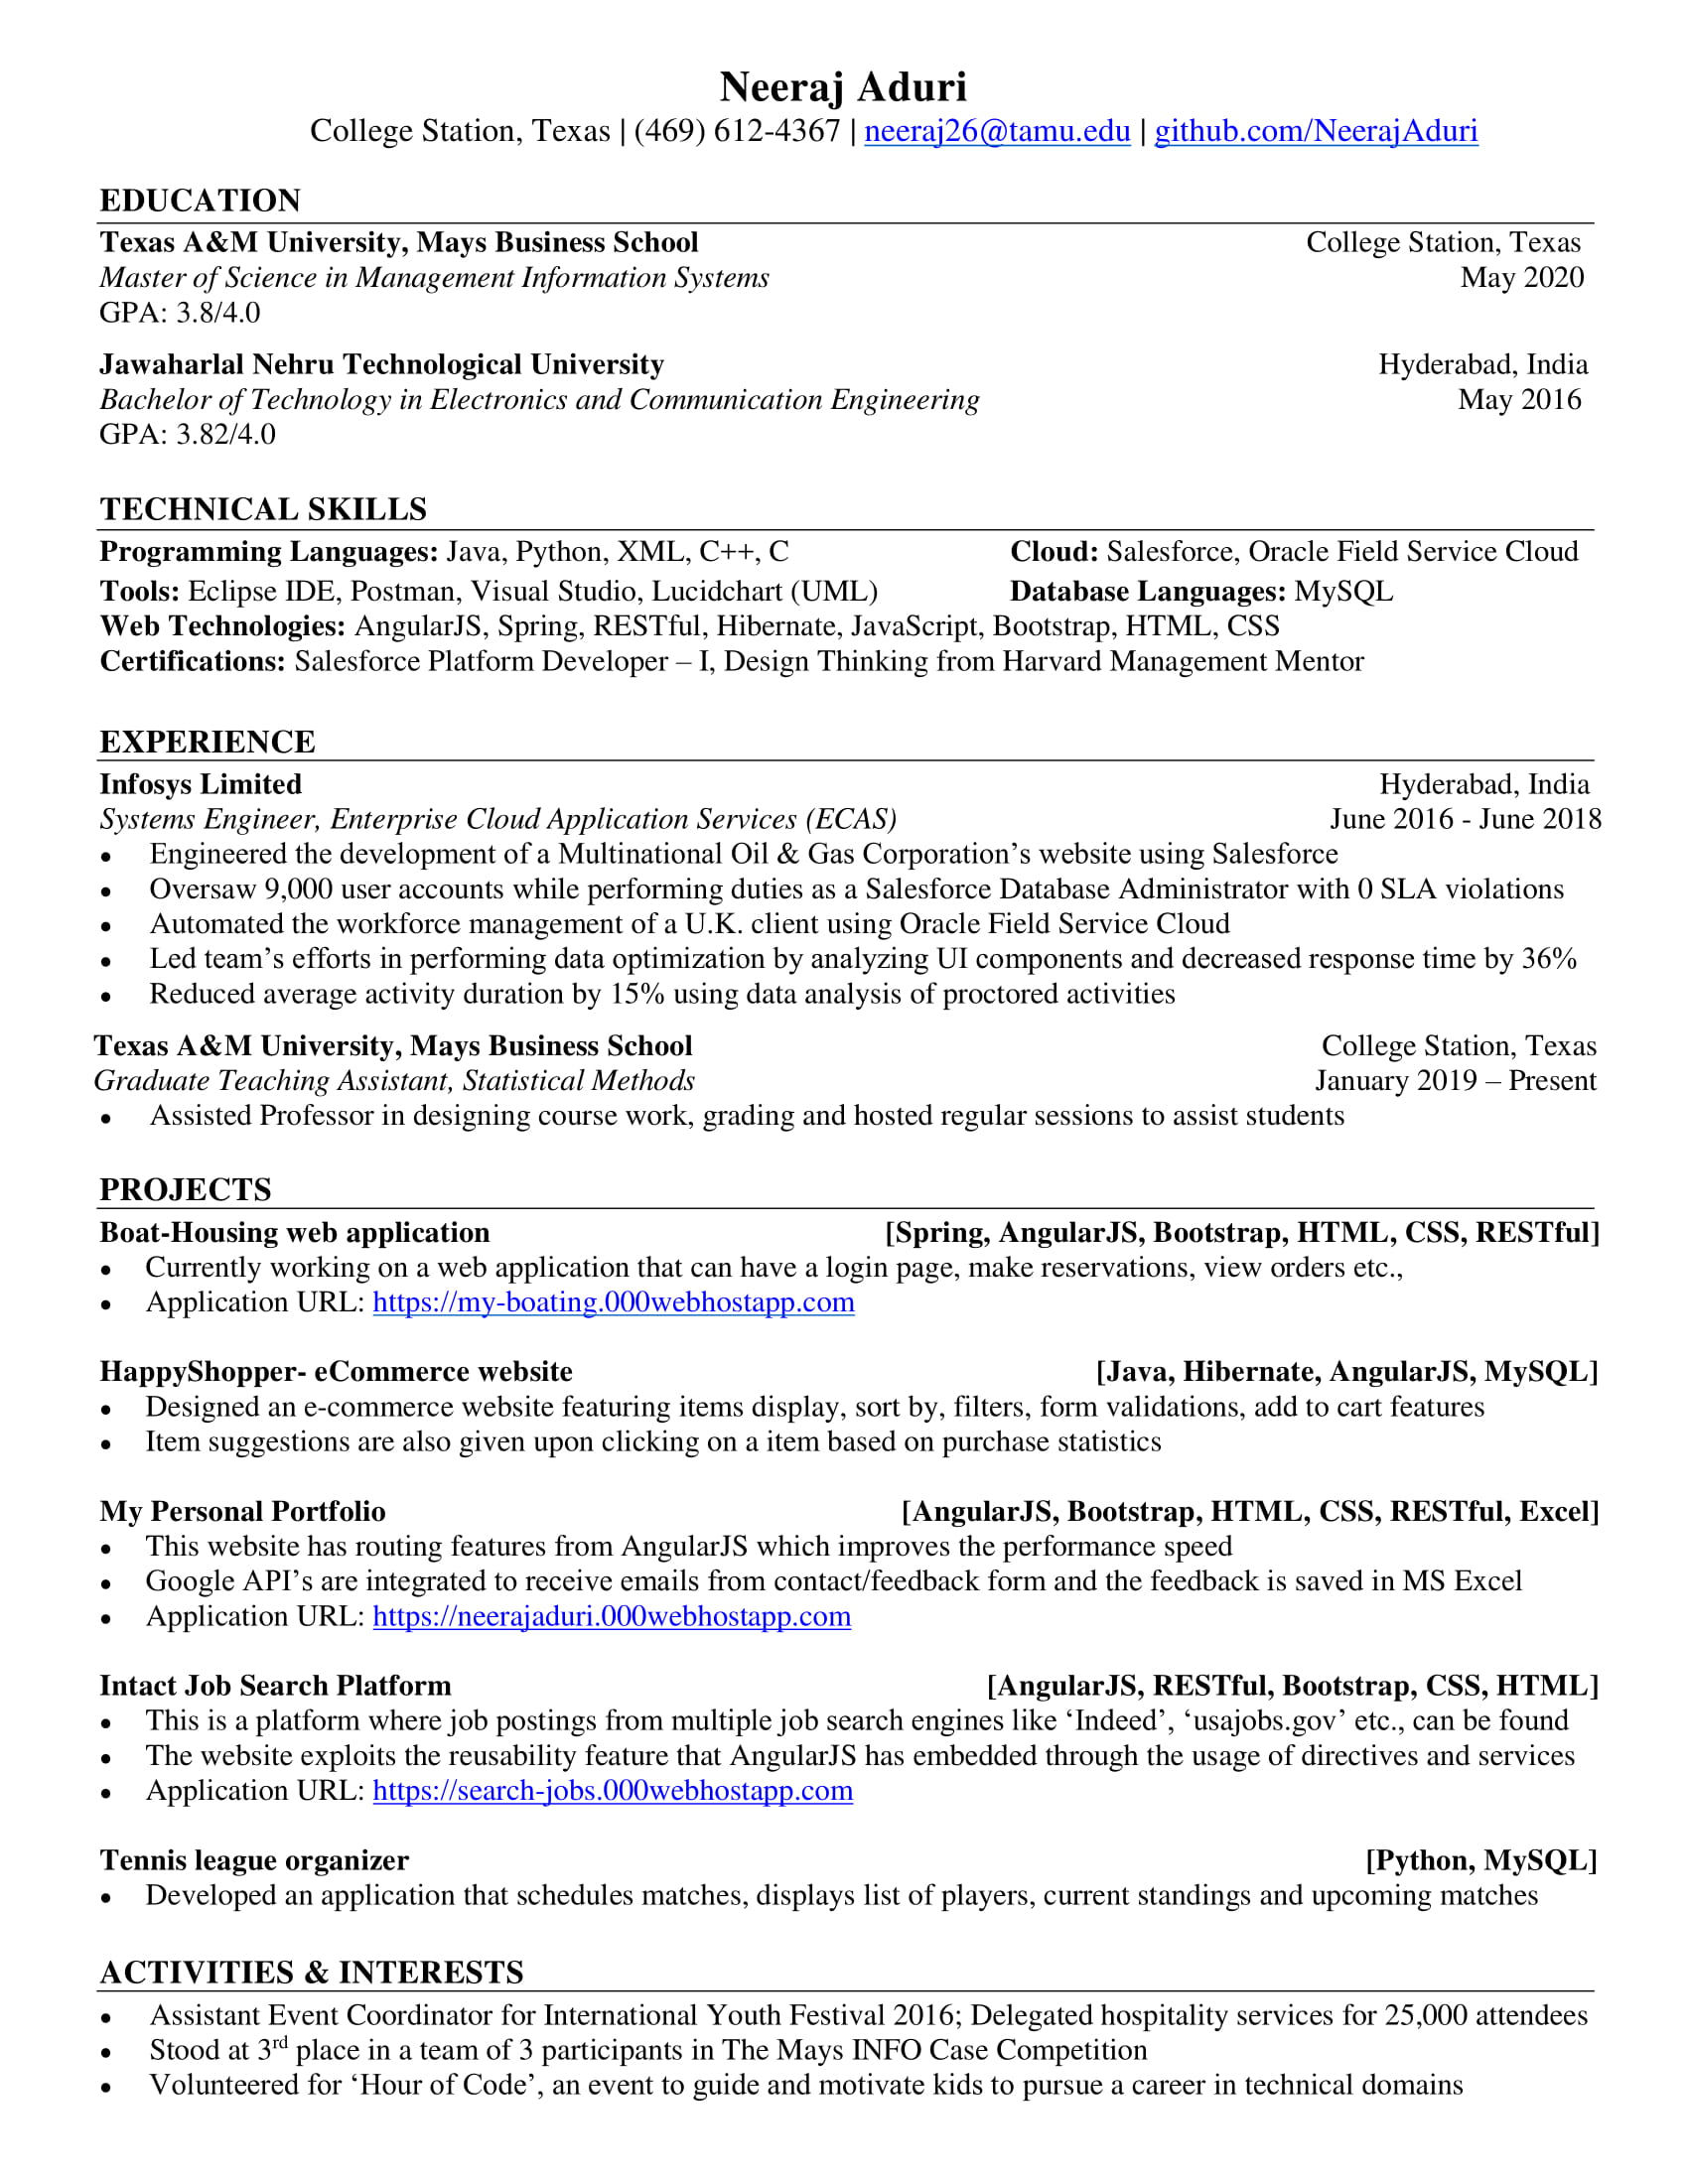 Neeraj Aduri
College Station, Texas | (469) 612-4367 | neeraj26@tamu.edu | github.com/NeerajAduri
EDUCATION
Texas A&M University, Mays Business School College Station, Texas
Master of Science in Management Information Systems May 2020
GPA: 3.8/4.0
Jawaharlal Nehru Technological University Hyderabad, India
Bachelor of Technology in Electronics and Communication Engineering May 2016
GPA: 3.82/4.0
TECHNICAL SKILLS
Programming Languages: Java, Python, XML, C++, C Cloud: Salesforce, Oracle Field Service Cloud
Tools: Eclipse IDE, Postman, Visual Studio, Lucidchart (UML) Database Languages: MySQL
Web Technologies: AngularJS, Spring, RESTful, Hibernate, JavaScript, Bootstrap, HTML, CSS
Certifications: Salesforce Platform Developer – I, Design Thinking from Harvard Management Mentor
EXPERIENCE
Infosys Limited Hyderabad, India
Systems Engineer, Enterprise Cloud Application Services (ECAS) June 2016 - June 2018
• Engineered the development of a Multinational Oil & Gas Corporation’s website using Salesforce
• Oversaw 9,000 user accounts while performing duties as a Salesforce Database Administrator with 0 SLA violations
• Automated the workforce management of a U.K. client using Oracle Field Service Cloud
• Led team’s efforts in performing data optimization by analyzing UI components and decreased response time by 36%
• Reduced average activity duration by 15% using data analysis of proctored activities
Texas A&M University, Mays Business School College Station, Texas
Graduate Teaching Assistant, Statistical Methods January 2019 – Present
• Assisted Professor in designing course work, grading and hosted regular sessions to assist students
PROJECTS
Boat-Housing web application [Spring, AngularJS, Bootstrap, HTML, CSS, RESTful]
• Currently working on a web application that can have a login page, make reservations, view orders etc.,
• Application URL: https://my-boating.000webhostapp.com
HappyShopper- eCommerce website [Java, Hibernate, AngularJS, MySQL]
• Designed an e-commerce website featuring items display, sort by, filters, form validations, add to cart features
• Item suggestions are also given upon clicking on a item based on purchase statistics
My Personal Portfolio [AngularJS, Bootstrap, HTML, CSS, RESTful, Excel]
• This website has routing features from AngularJS which improves the performance speed
• Google API’s are integrated to receive emails from contact/feedback form and the feedback is saved in MS Excel
• Application URL: https://neerajaduri.000webhostapp.com
Intact Job Search Platform [AngularJS, RESTful, Bootstrap, CSS, HTML]
• This is a platform where job postings from multiple job search engines like ‘Indeed’, ‘usajobs.gov’ etc., can be found
• The website exploits the reusability feature that AngularJS has embedded through the usage of directives and services
• Application URL: https://search-jobs.000webhostapp.com
Tennis league organizer [Python, MySQL]
• Developed an application that schedules matches, displays list of players, current standings and upcoming matches
ACTIVITIES & INTERESTS
• Assistant Event Coordinator for International Youth Festival 2016; Delegated hospitality services for 25,000 attendees
• Stood at 3rd place in a team of 3 participants in The Mays INFO Case Competition
• Volunteered for ‘Hour of Code’, an event to guide and motivate kids to pursue a career in technical domains